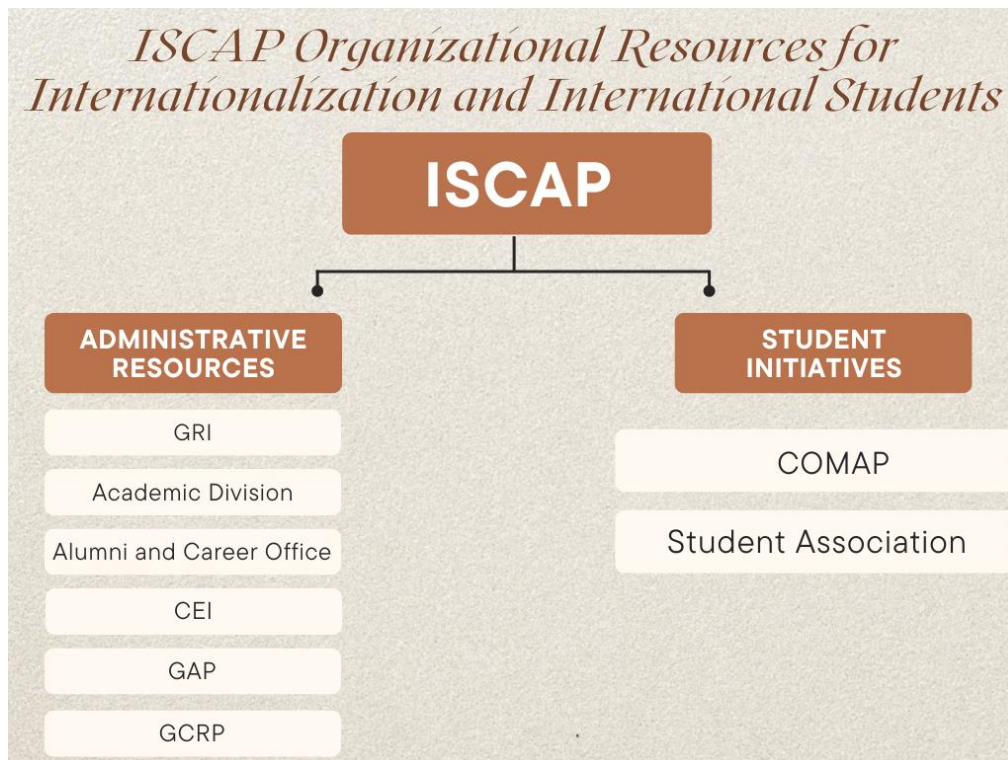 ISCAP Organizational Resources for
Internationalization and International Students
ISCAP
ADMINISTRATIVE
RESOURCES
GRI
Academic Division
Alumni and Career Office
CEI
GAP
GCRP
STUDENT
INITIATIVES
COMAP
Student Association